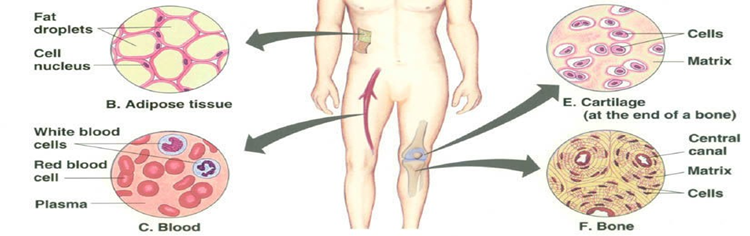 Fat
droplets
Cell
nucleus
B. Adipose tissue
White blood
cells
Red blood
cell
Plasma
C. Blood
Cells
Matrix
E. Cartilage
(at the end of a bone)
Central
canal
Matrix
Cells
F. Bone